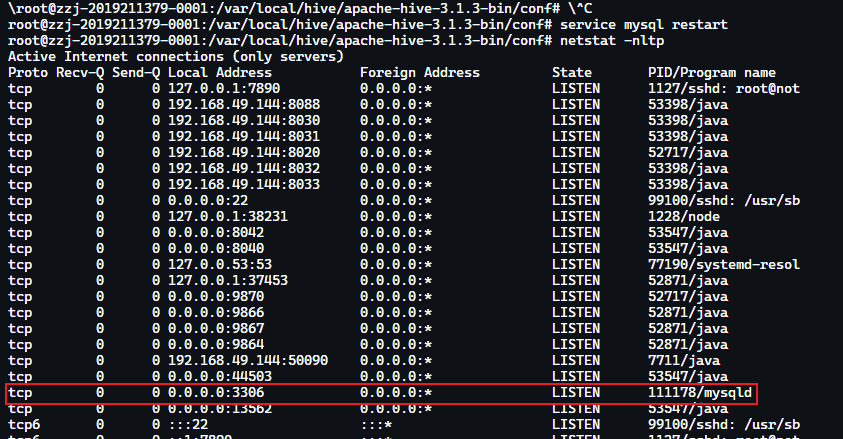 \root@zzj-2019211379-0001:/var/local/hive/apache-hive-3.1.3-bin/conf# \^C
root@zzj-2019211379-0001:/var/local/hive/apache-hive-3.1.3-bin/conf# service mysql restart
root@zzj-2019211379-0001:/var/local/hive/apache-hive-3.1.3-bin/conf# netstat -nltp
Active Internet connections (only servers)
Proto Recv-Q Send-Q Local Address           Foreign Address         State       PID/Program name
tcp        0      0 127.0.0.1:7890          0.0.0.0:*               LISTEN      1127/sshd: root@not
tcp        0      0 192.168.49.144:8088     0.0.0.0:*               LISTEN      53398/java
tcp        0      0 192.168.49.144:8030     0.0.0.0:*               LISTEN      53398/java
tcp        0      0 192.168.49.144:8031     0.0.0.0:*               LISTEN      53398/java
tcp        0      0 192.168.49.144:8020     0.0.0.0:*               LISTEN      52717/java
tcp        0      0 192.168.49.144:8032     0.0.0.0:*               LISTEN      53398/java
tcp        0      0 192.168.49.144:8033     0.0.0.0:*               LISTEN      53398/java
tcp        0      0 0.0.0.0:22              0.0.0.0:*               LISTEN      99100/sshd: /usr/sb
tcp        0      0 127.0.0.1:38231         0.0.0.0:*               LISTEN      1228/node
tcp        0      0 0.0.0.0:8042            0.0.0.0:*               LISTEN      53547/java
tcp        0      0 0.0.0.0:8040            0.0.0.0:*               LISTEN      53547/java
tcp        0      0 127.0.0.53:53           0.0.0.0:*               LISTEN      77190/systemd-resol
tcp        0      0 127.0.0.1:37453         0.0.0.0:*               LISTEN      52871/java
tcp        0      0 0.0.0.0:9870            0.0.0.0:*               LISTEN      52717/java
tcp        0      0 0.0.0.0:9866            0.0.0.0:*               LISTEN      52871/java
tcp        0      0 0.0.0.0:9867            0.0.0.0:*               LISTEN      52871/java
tcp        0      0 0.0.0.0:9864            0.0.0.0:*               LISTEN      52871/java
tcp        0      0 192.168.49.144:50090    0.0.0.0:*               LISTEN      7711/java
tcp        0      0 0.0.0.0:44503           0.0.0.0:*               LISTEN      53547/java
tcp        0      0 0.0.0.0:3306            0.0.0.0:*               LISTEN      111178/mysqld
tcp        0      0 0.0.0.0:13562           0.0.0.0:*               LISTEN      53547/java
tcp6       0      0 :::22                   :::*                    LISTEN      99100/sshd: /usr/sb
tcp6       0      0 ::1:7890                :::*                    LISTEN      1127/sshd: root@not